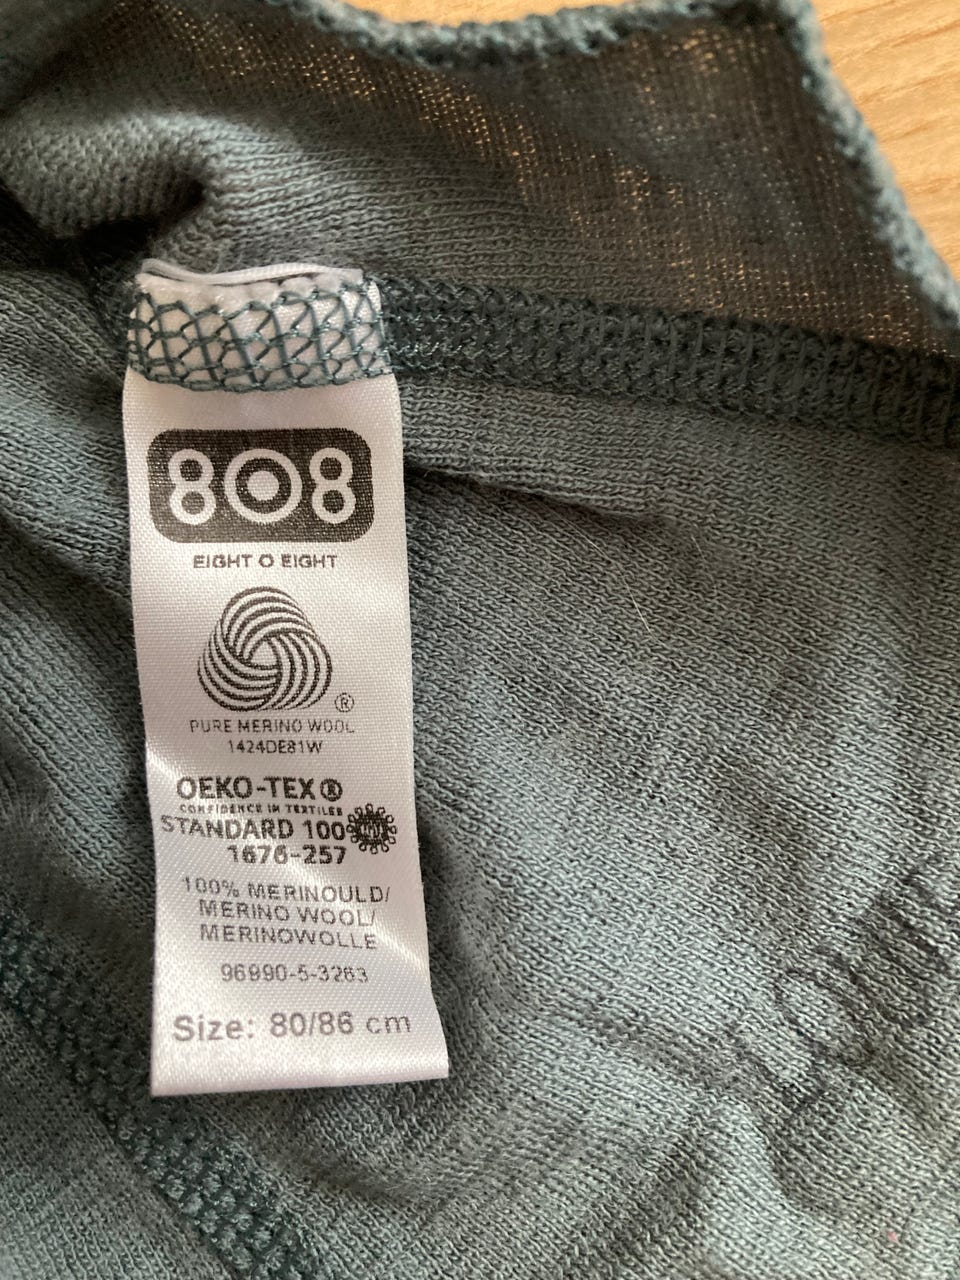 808
EIGHT O EIGHT
®
PURE MERINO WOOL
1424DE81W
OEKO-TEX®
CONFIDENCE IN TEXTILES
STANDARD 100
1676-257
100% MERINOULD/
MERINO WOOL/
MERINOWOLLE
96990-5-3263
Size: 80/86 cm